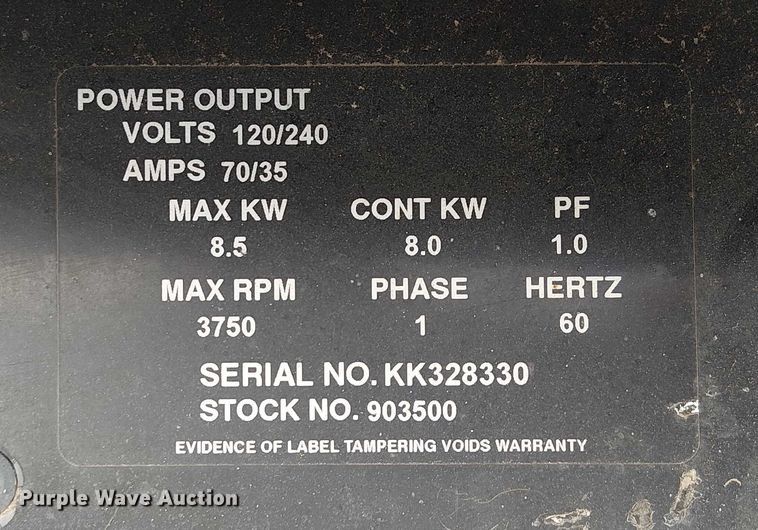 POWER OUTPUT
VOLTS 120/240
AMPS 70/35
MAX KW CONT KW PF
8.5 8.0 1.0
MAX RPM PHASE HERTZ
3750 1 60
SERIAL NO. KK328330
STOCK NO. 903500
EVIDENCE OF LABEL TAMPERING VOIDS WARRANTY
Purple Wave Auction